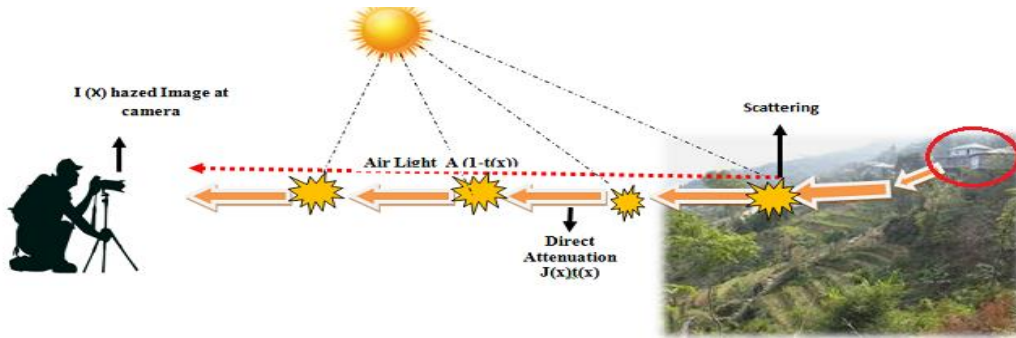 I (X) hazed Image at
camera
Scattering
Air Light A (1-t(x))
Direct
Attenuation
J(x)t(x)